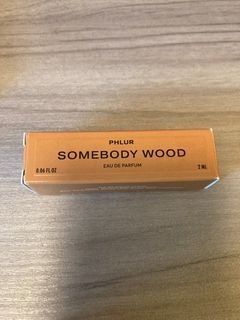 PHLUR
SOMEBODY WOOD
EAU DE PARFUM
0.06 FL OZ 2 ML